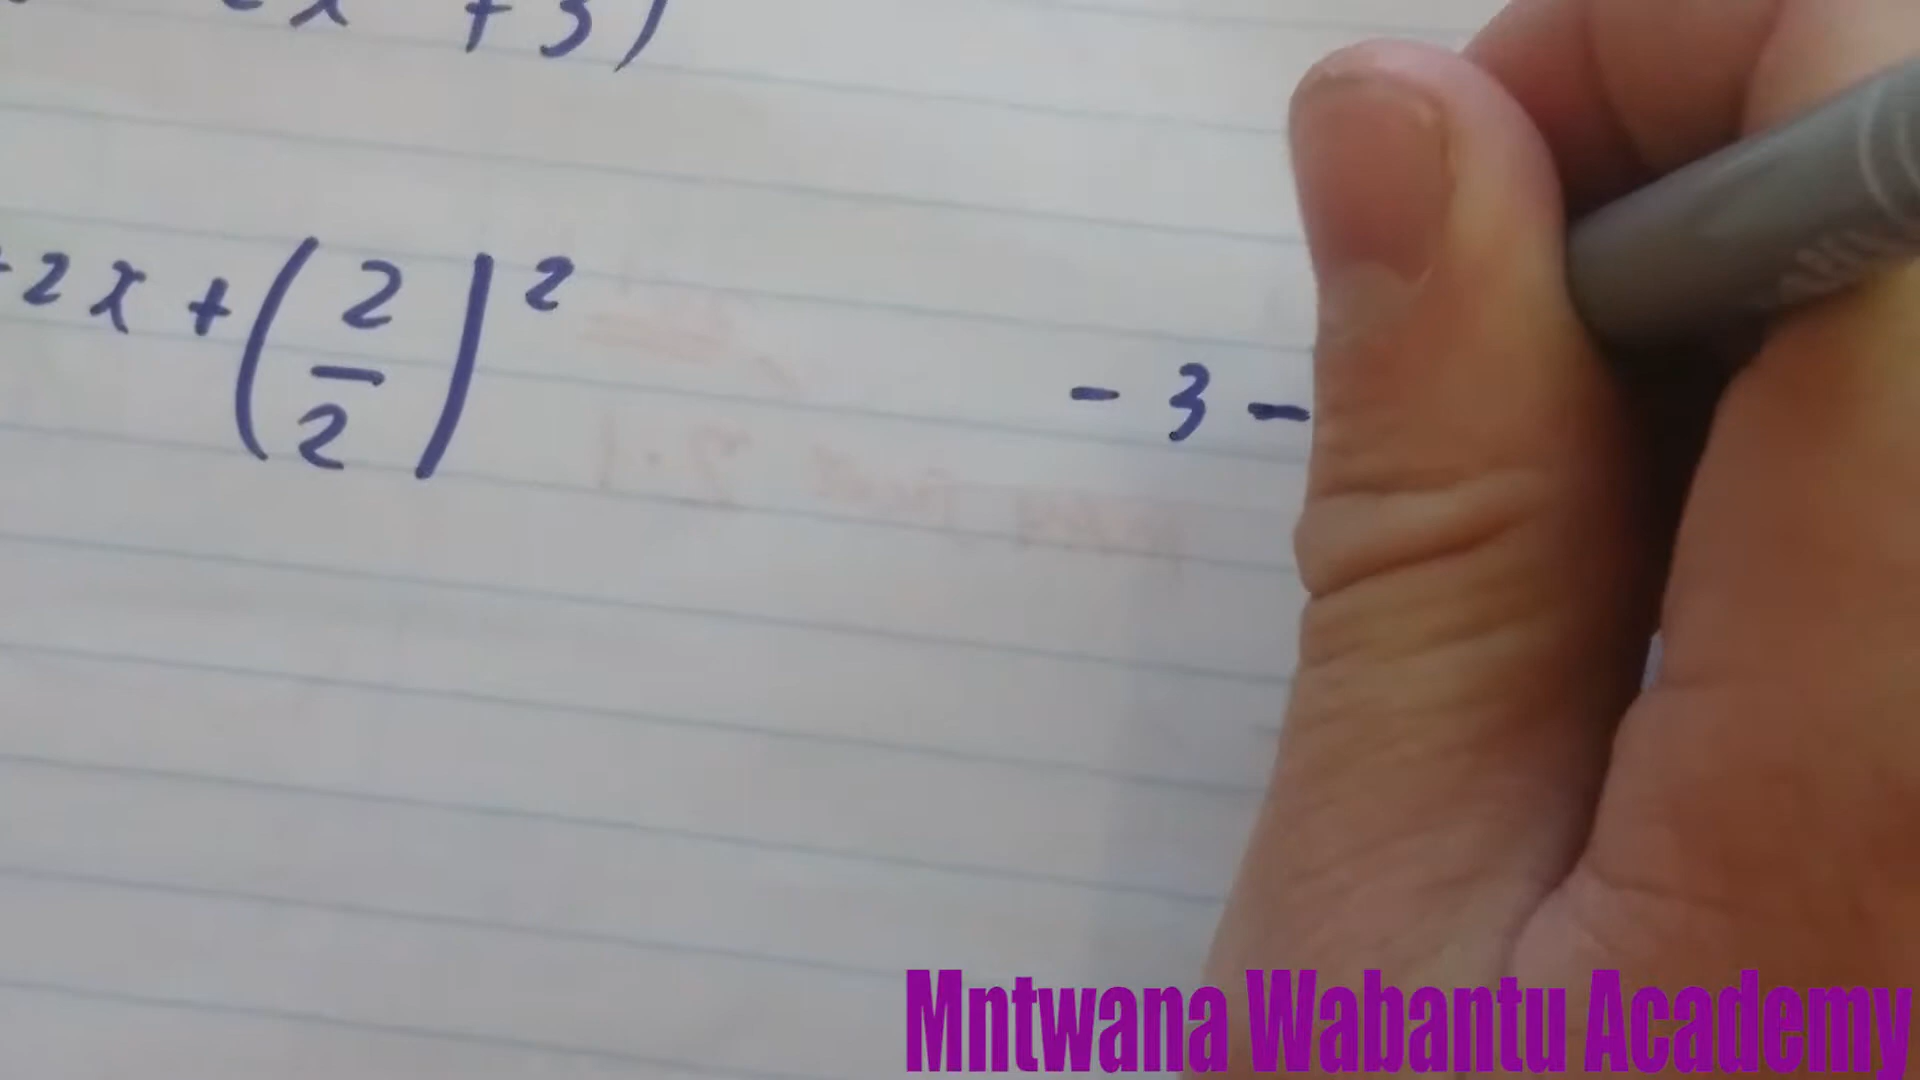 x + 3)
2x + (2/2)² - 3 -
Mntwana Wabantu Academy